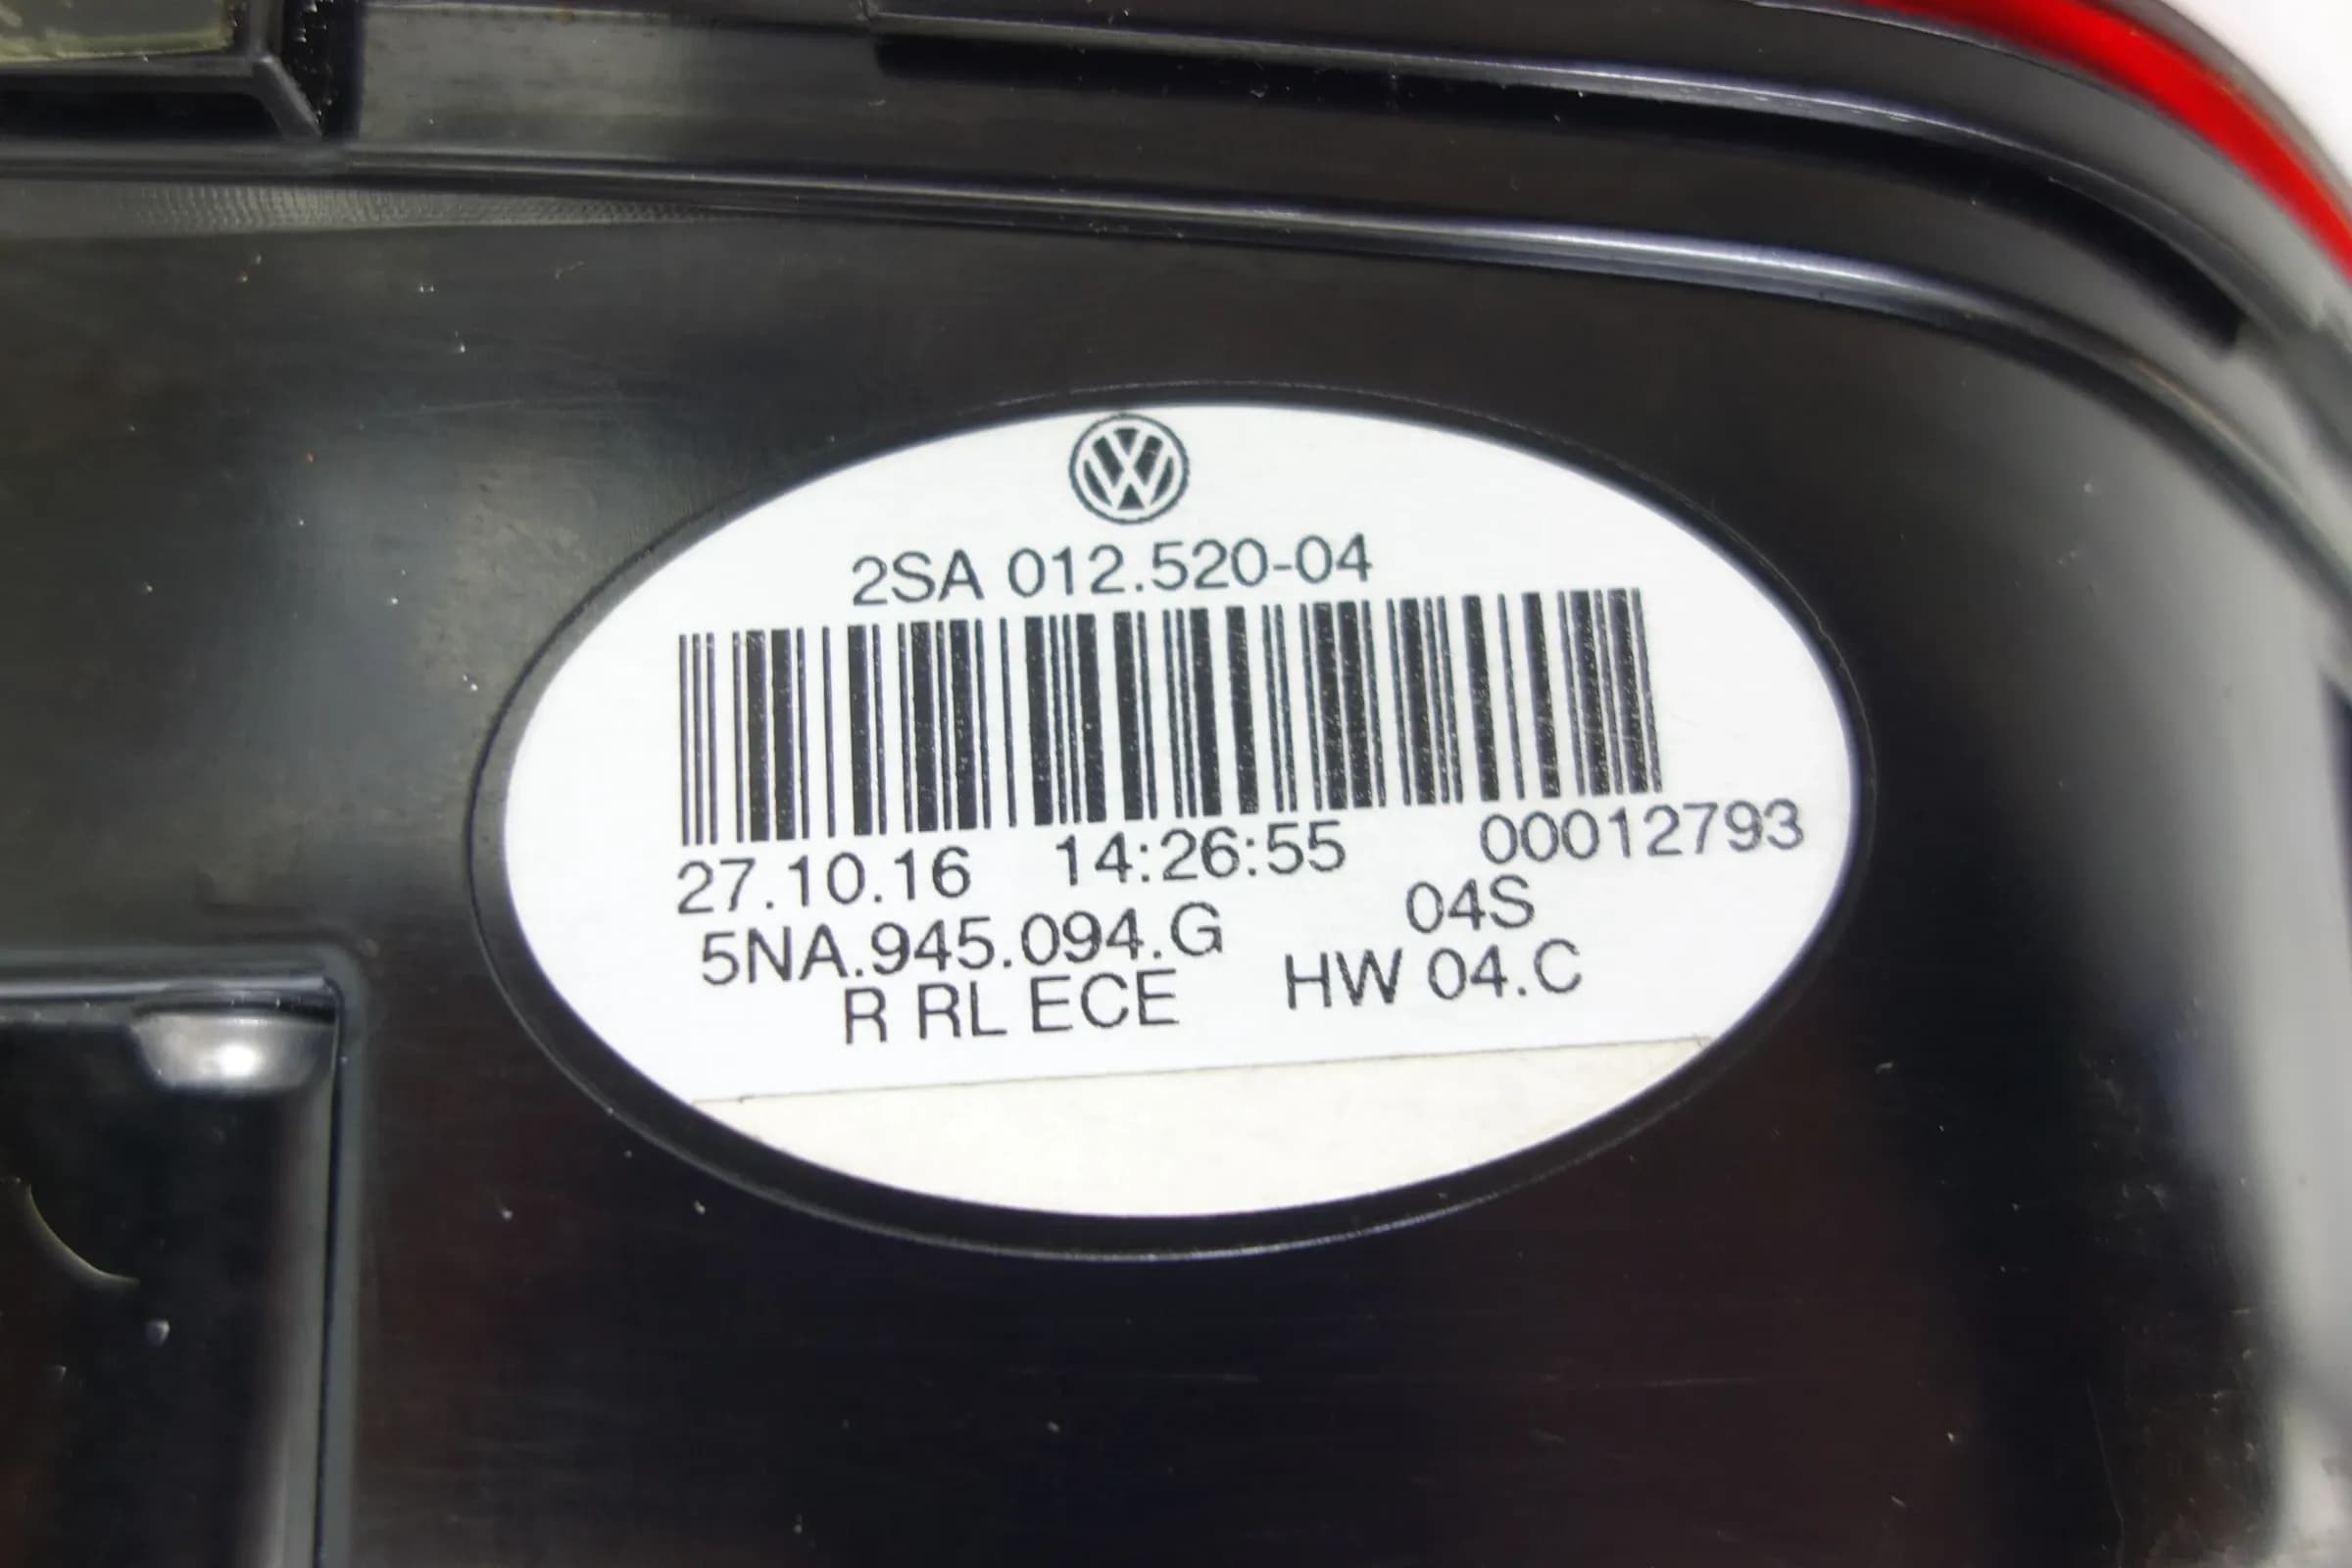 2SA 012.520-04
27.10.16 14:26:55 00012793
5NA.945.094.G 04S
R RL ECE HW 04.C